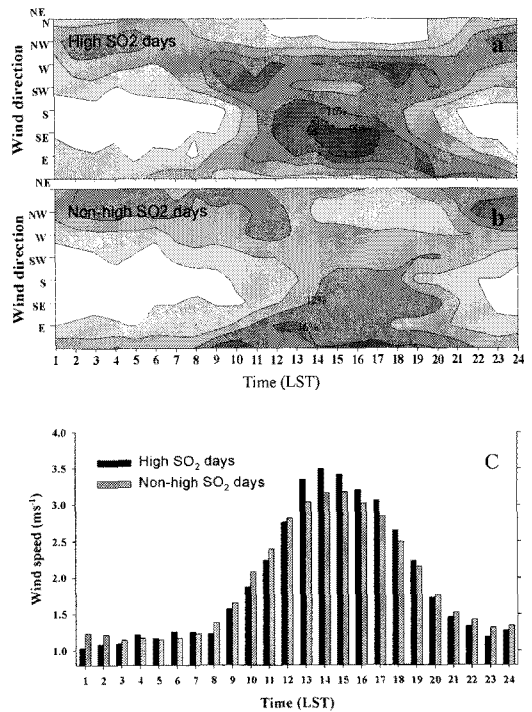 NE
N
High SO2 days
a
NW
W
SW
S
SE
E
Wind direction
NE
Non-high SO2 days
b
NW
W
SW
S
SE
E
Wind direction
1 2 3 4 5 6 7 8 9 10 11 12 13 14 15 16 17 18 19 20 21 22 23 24
Time (LST)
4.0
3.5
3.0
2.5
2.0
1.5
1.0
Wind speed (ms⁻¹)
High SO₂ days
Non-high SO₂ days
C
1 2 3 4 5 6 7 8 9 10 11 12 13 14 15 16 17 18 19 20 21 22 23 24
Time (LST)